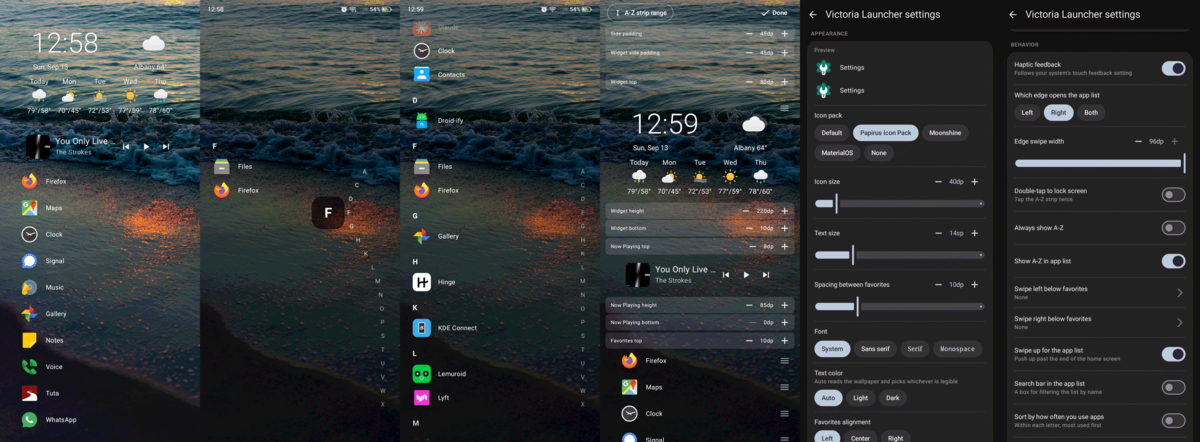 12:58
Sun, Sep 13
Albany 64°
Today
Mon
Tue
Wed
Thu
79°/58°
70°/45°
72°/53°
77°/59°
78°/60°
You Only Live ...
The Strokes
Firefox
Maps
Clock
Signal
Music
Gallery
Notes
Voice
Tuta
WhatsApp
12:58
54%
F
Files
Firefox
F
A
C
D
F
G
H
K
L
M
N
O
P
S
T
U
V
W
X
12:59
54%
Claude
Clock
Contacts
D
Droid-ify
F
Files
Firefox
G
Gallery
H
Hinge
K
KDE Connect
L
Lemuroid
Lyft
M
A
C
D
F
G
H
K
L
M
N
O
P
S
T
U
V
W
X
A-Z strip range
Done
Side padding
45dp
Widget side padding
45dp
Widget top
12:59
Sun, Sep 13
Albany 64°
Today
Mon
Tue
Wed
Thu
79°/58°
70°/45°
72°/53°
77°/59°
78°/60°
Widget height
220dp
Widget bottom
10dp
Now Playing top
8dp
You Only Live ...
The Strokes
Now Playing height
85dp
Now Playing bottom
0dp
Favorites top
10dp
Firefox
Maps
Clock
Signal
Victoria Launcher settings
APPEARANCE
Preview
Settings
Settings
Icon pack
Default
Papirus Icon Pack
Moonshine
MaterialOS
None
Icon size
40dp
Text size
14sp
Spacing between favorites
10dp
Font
System
Sans serif
Serif
Monospace
Text color
Auto reads the wallpaper and picks whichever is legible
Auto
Light
Dark
Favorites alignment
Left
Center
Right
Victoria Launcher settings
BEHAVIOR
Haptic feedback
Follows your system's touch feedback setting
Which edge opens the app list
Left
Right
Both
Edge swipe width
96dp
Double-tap to lock screen
Tap the A-Z strip twice
Always show A-Z
Show A-Z in app list
Swipe left below favorites
None
Swipe right below favorites
None
Swipe up for the app list
Push up past the end of the home screen
Search bar in the app list
A box for filtering the list by name
Sort by how often you use apps
Within each letter, most used first